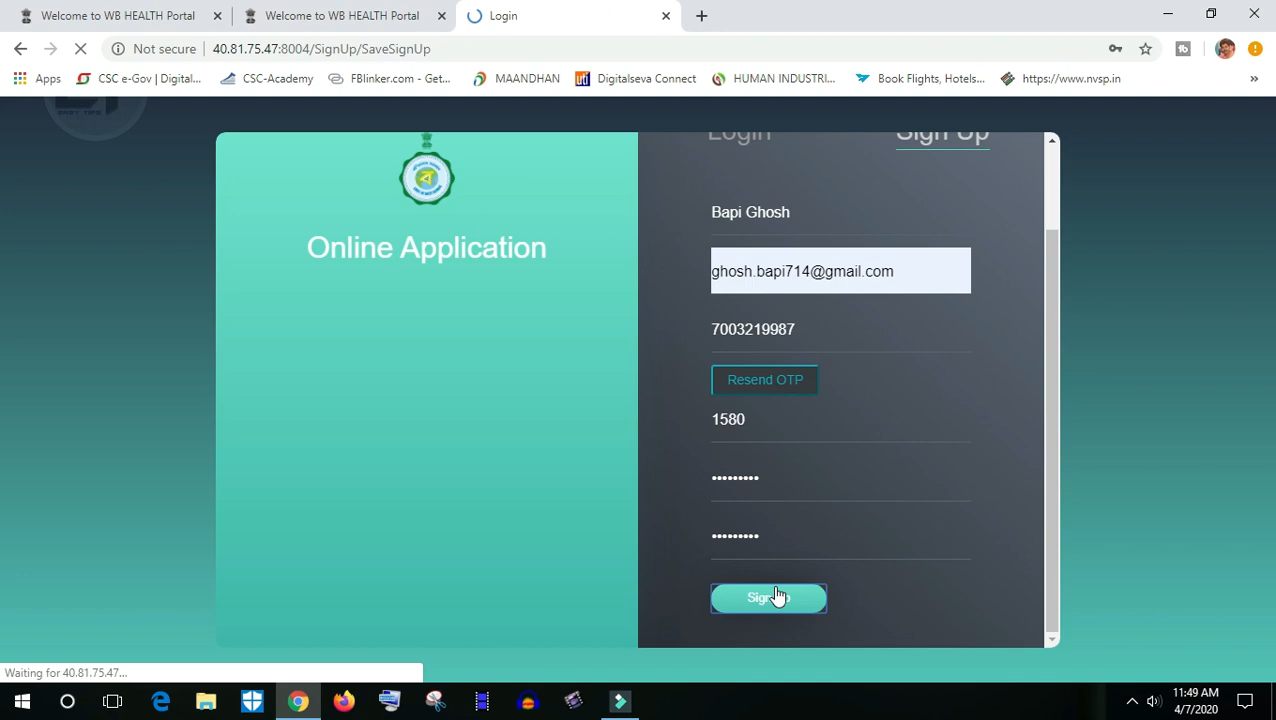 Welcome to WB HEALTH Portal
Welcome to WB HEALTH Portal
Login
Not secure 40.81.75.47:8004/SignUp/SaveSignUp
Apps CSC e-Gov | Digital... CSC-Academy FBlinker.com - Get... MAANDHAN Digitalseva Connect HUMAN INDUSTRI... Book Flights, Hotels... https://www.nvsp.in »
EASY TIPS
Login Sign Up
Online Application
Bapi Ghosh
ghosh.bapi714@gmail.com
7003219987
Resend OTP
1580
•••••••••
•••••••••
Sign Up
Waiting for 40.81.75.47...
11:49 AM
4/7/2020